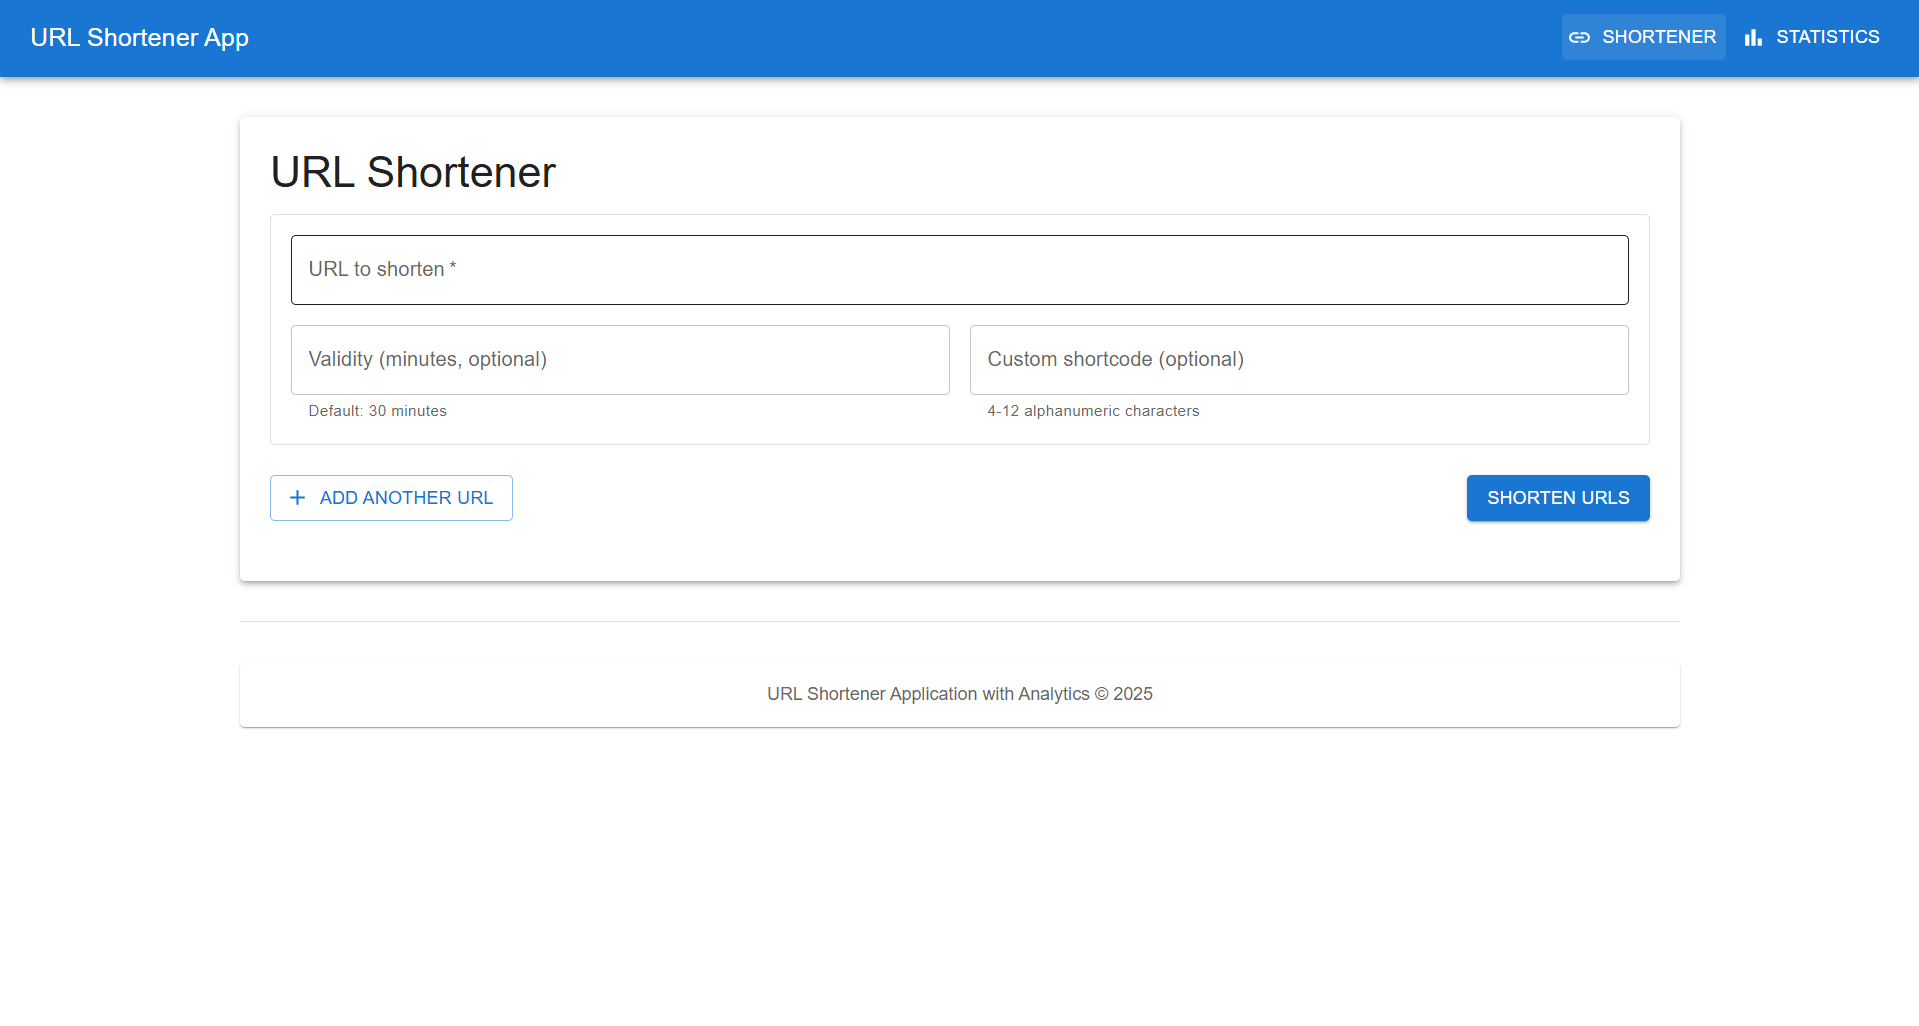 URL Shortener App
SHORTENER
STATISTICS
URL Shortener
URL to shorten *
Validity (minutes, optional)
Custom shortcode (optional)
Default: 30 minutes
4-12 alphanumeric characters
ADD ANOTHER URL
SHORTEN URLS
URL Shortener Application with Analytics © 2025